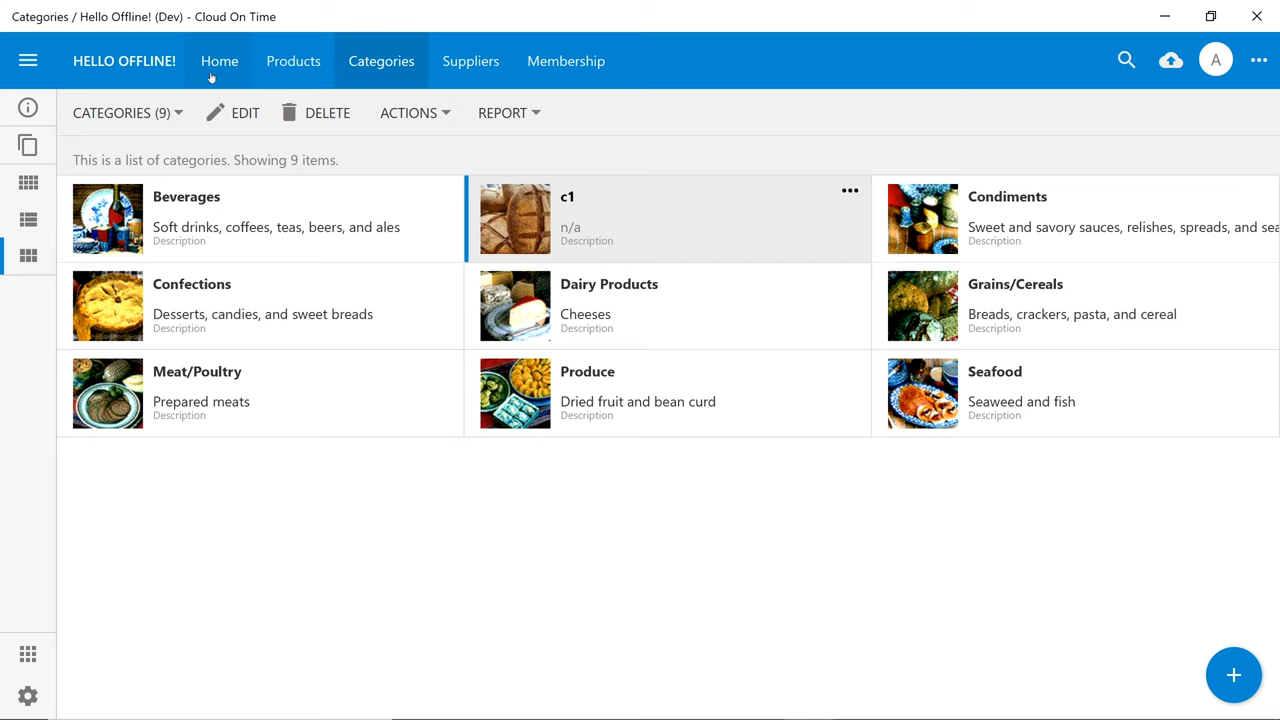 Categories / Hello Offline! (Dev) - Cloud On Time
HELLO OFFLINE! Home Products Categories Suppliers Membership A
CATEGORIES (9) EDIT DELETE ACTIONS REPORT
This is a list of categories. Showing 9 items.
Beverages
Soft drinks, coffees, teas, beers, and ales
Description
c1
n/a
Description
Condiments
Sweet and savory sauces, relishes, spreads, and sea
Description
Confections
Desserts, candies, and sweet breads
Description
Dairy Products
Cheeses
Description
Grains/Cereals
Breads, crackers, pasta, and cereal
Description
Meat/Poultry
Prepared meats
Description
Produce
Dried fruit and bean curd
Description
Seafood
Seaweed and fish
Description